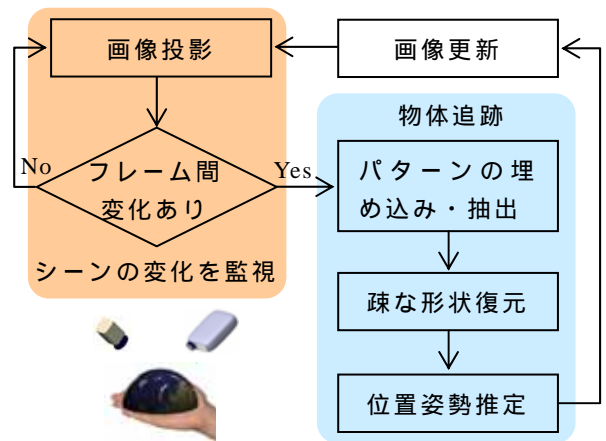 画像投影
画像更新
物体追跡
No
フレーム間
変化あり
Yes
パターンの埋
め込み・抽出
シーンの変化を監視
疎な形状復元
位置姿勢推定